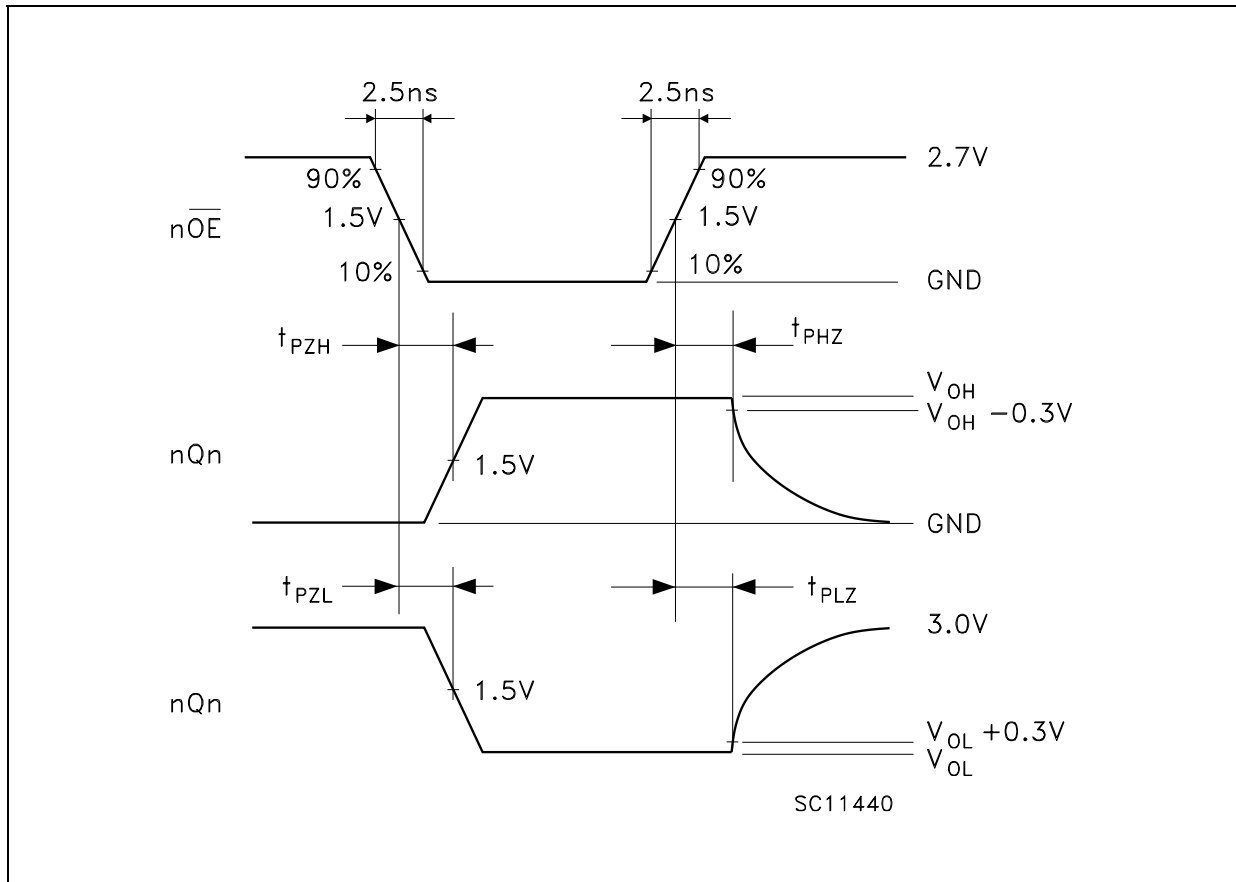 2.5ns 2.5ns
2.7V
90% 90%
nO̅E̅ 1.5V 1.5V
10% 10%
GND
tPZH tPHZ
VOH
VOH −0.3V
nQn 1.5V
GND
tPZL tPLZ
3.0V
nQn 1.5V
VOL +0.3V
VOL
SC11440